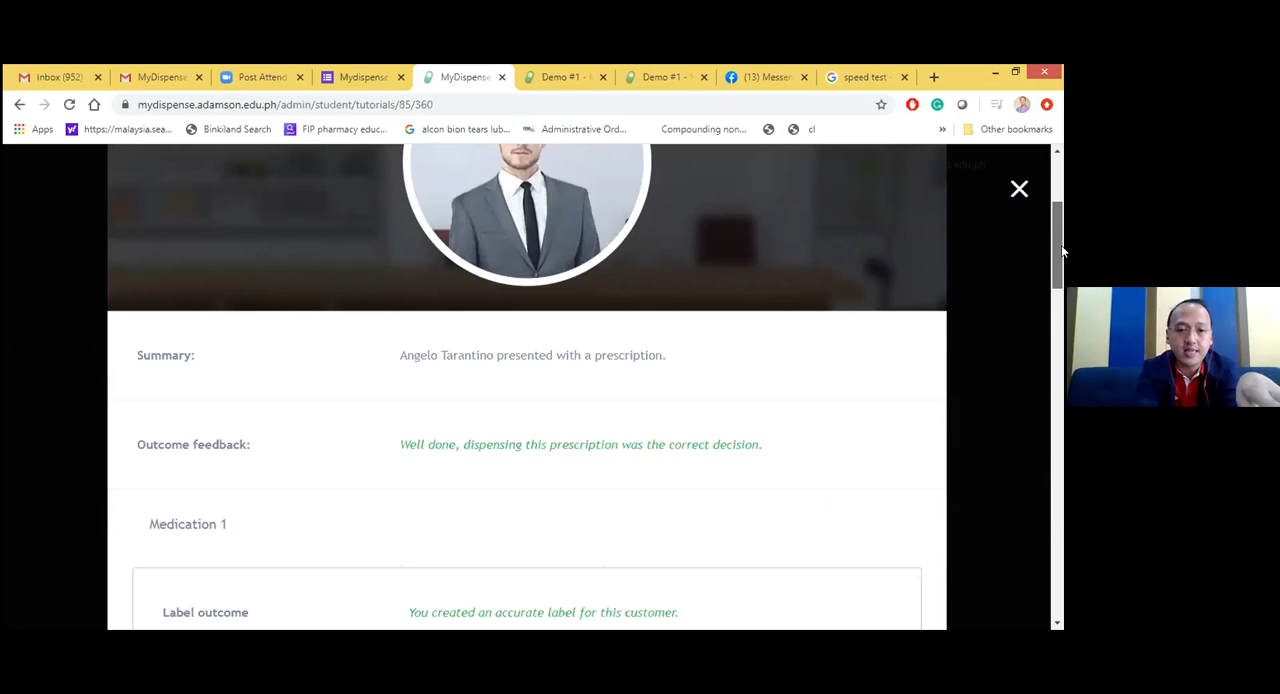 Inbox (952)
MyDispense
Post Attend
Mydispense
MyDispense
Demo #1 -
Demo #1 -
(13) Messen
speed test -
mydispense.adamson.edu.ph/admin/student/tutorials/85/360
Apps
https://malaysia.sea...
Binkiland Search
FIP pharmacy educ...
alcon bion tears lub...
Administrative Ord...
Compounding non...
cl
»
Other bookmarks
Summary:
Angelo Tarantino presented with a prescription.
Outcome feedback:
Well done, dispensing this prescription was the correct decision.
Medication 1
Label outcome
You created an accurate label for this customer.